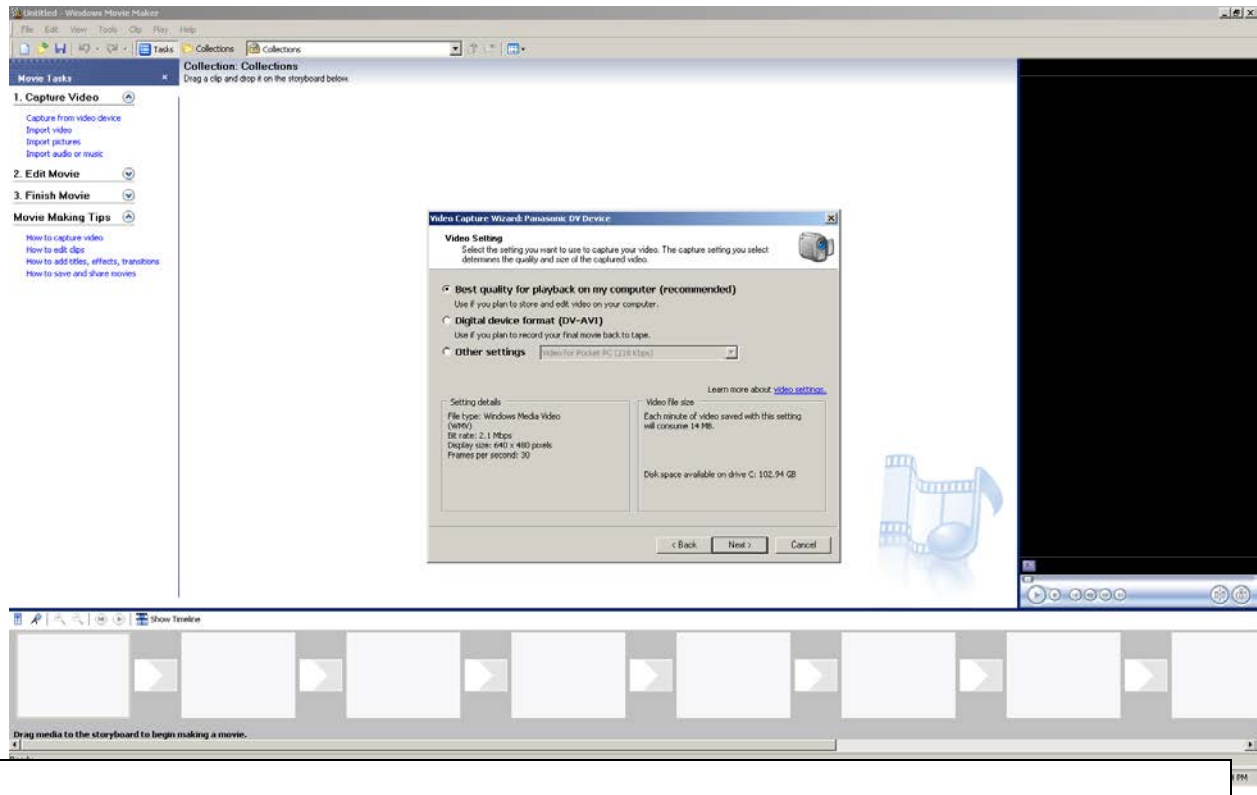 Untitled - Windows Movie Maker
File Edit View Tools Clip Play Help
Tasks Collections Collections
Movie Tasks
Collection: Collections
Drag a clip and drop it on the storyboard below.
1. Capture Video
Capture from video device
Import video
Import pictures
Import audio or music
2. Edit Movie
3. Finish Movie
Movie Making Tips
How to capture video
How to edit clips
How to add titles, effects, transitions
How to save and share movies
Video Capture Wizard: Panasonic DV Device
Video Setting
Select the setting you want to use to capture your video. The capture setting you select
determines the quality and size of the captured video.
Best quality for playback on my computer (recommended)
Use if you plan to store and edit video on your computer.
Digital device format (DV-AVI)
Use if you plan to record your final movie back to tape.
Other settings Video for Pocket PC (218 Kbps)
Learn more about video settings.
Setting details
File type: Windows Media Video
(WMV)
Bit rate: 2.1 Mbps
Display size: 640 x 480 pixels
Frames per second: 30
Video file size
Each minute of video saved with this setting
will consume 14 MB.
Disk space available on drive C: 102.94 GB
< Back Next > Cancel
Show Timeline
Drag media to the storyboard to begin making a movie.
PM